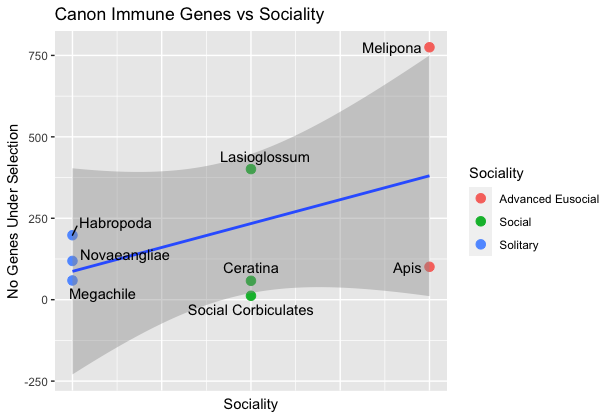 Canon Immune Genes vs Sociality
No Genes Under Selection
750
500
250
0
-250
Melipona
Lasioglossum
Habropoda
Novaeangliae
Megachile
Ceratina
Apis
Social Corbiculates
Sociality
Sociality
Advanced Eusocial
Social
Solitary